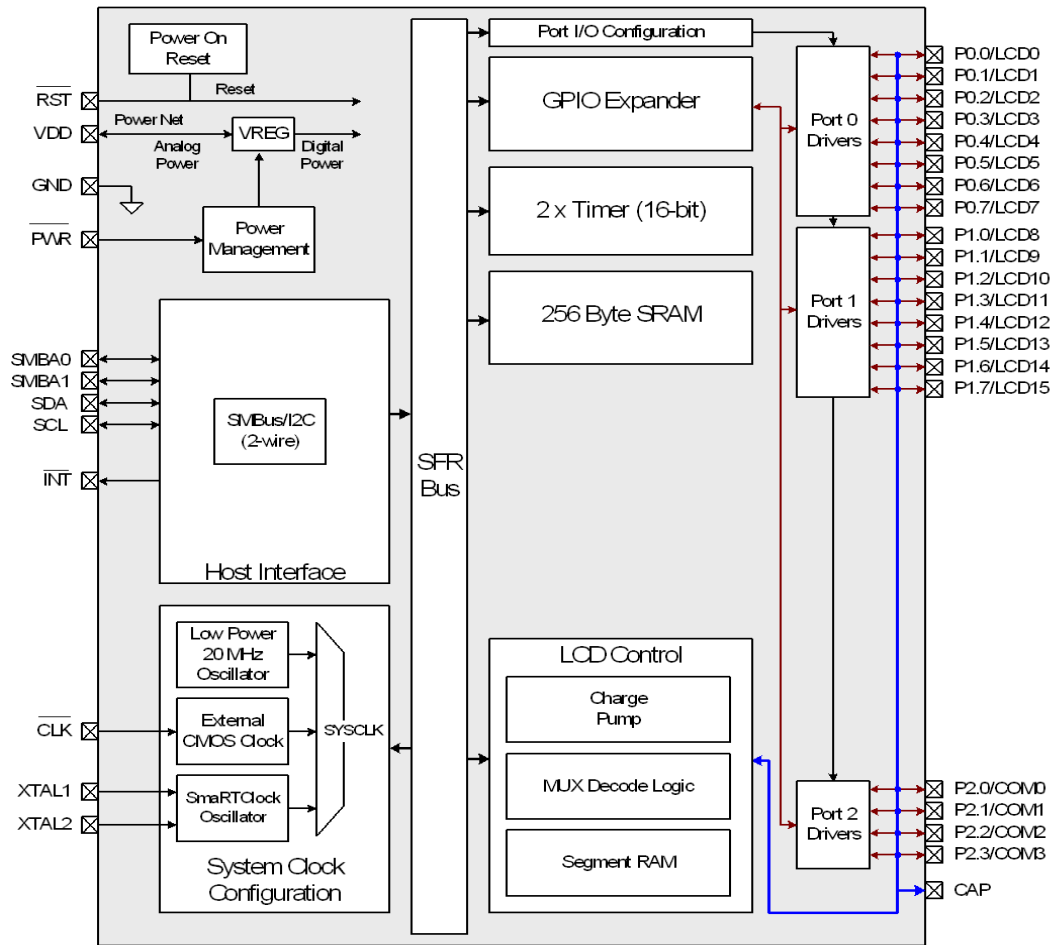 Power On
Reset
RST
Reset
VDD
Power Net
Analog
Power
VREG
Digital
Power
GND
PWR
Power
Management
SMBA0
SMBA1
SDA
SCL
INT
SMBus/I2C
(2-wire)
Host Interface
Low Power
20 MHz
Oscillator
CLK
External
CMOS Clock
SYSCLK
XTAL1
XTAL2
SmaRTClock
Oscillator
System Clock
Configuration
SFR
Bus
Port I/O Configuration
GPIO Expander
2 x Timer (16-bit)
256 Byte SRAM
LCD Control
Charge
Pump
MUX Decode Logic
Segment RAM
Port 0
Drivers
Port 1
Drivers
Port 2
Drivers
P0.0/LCD0
P0.1/LCD1
P0.2/LCD2
P0.3/LCD3
P0.4/LCD4
P0.5/LCD5
P0.6/LCD6
P0.7/LCD7
P1.0/LCD8
P1.1/LCD9
P1.2/LCD10
P1.3/LCD11
P1.4/LCD12
P1.5/LCD13
P1.6/LCD14
P1.7/LCD15
P2.0/COM0
P2.1/COM1
P2.2/COM2
P2.3/COM3
CAP